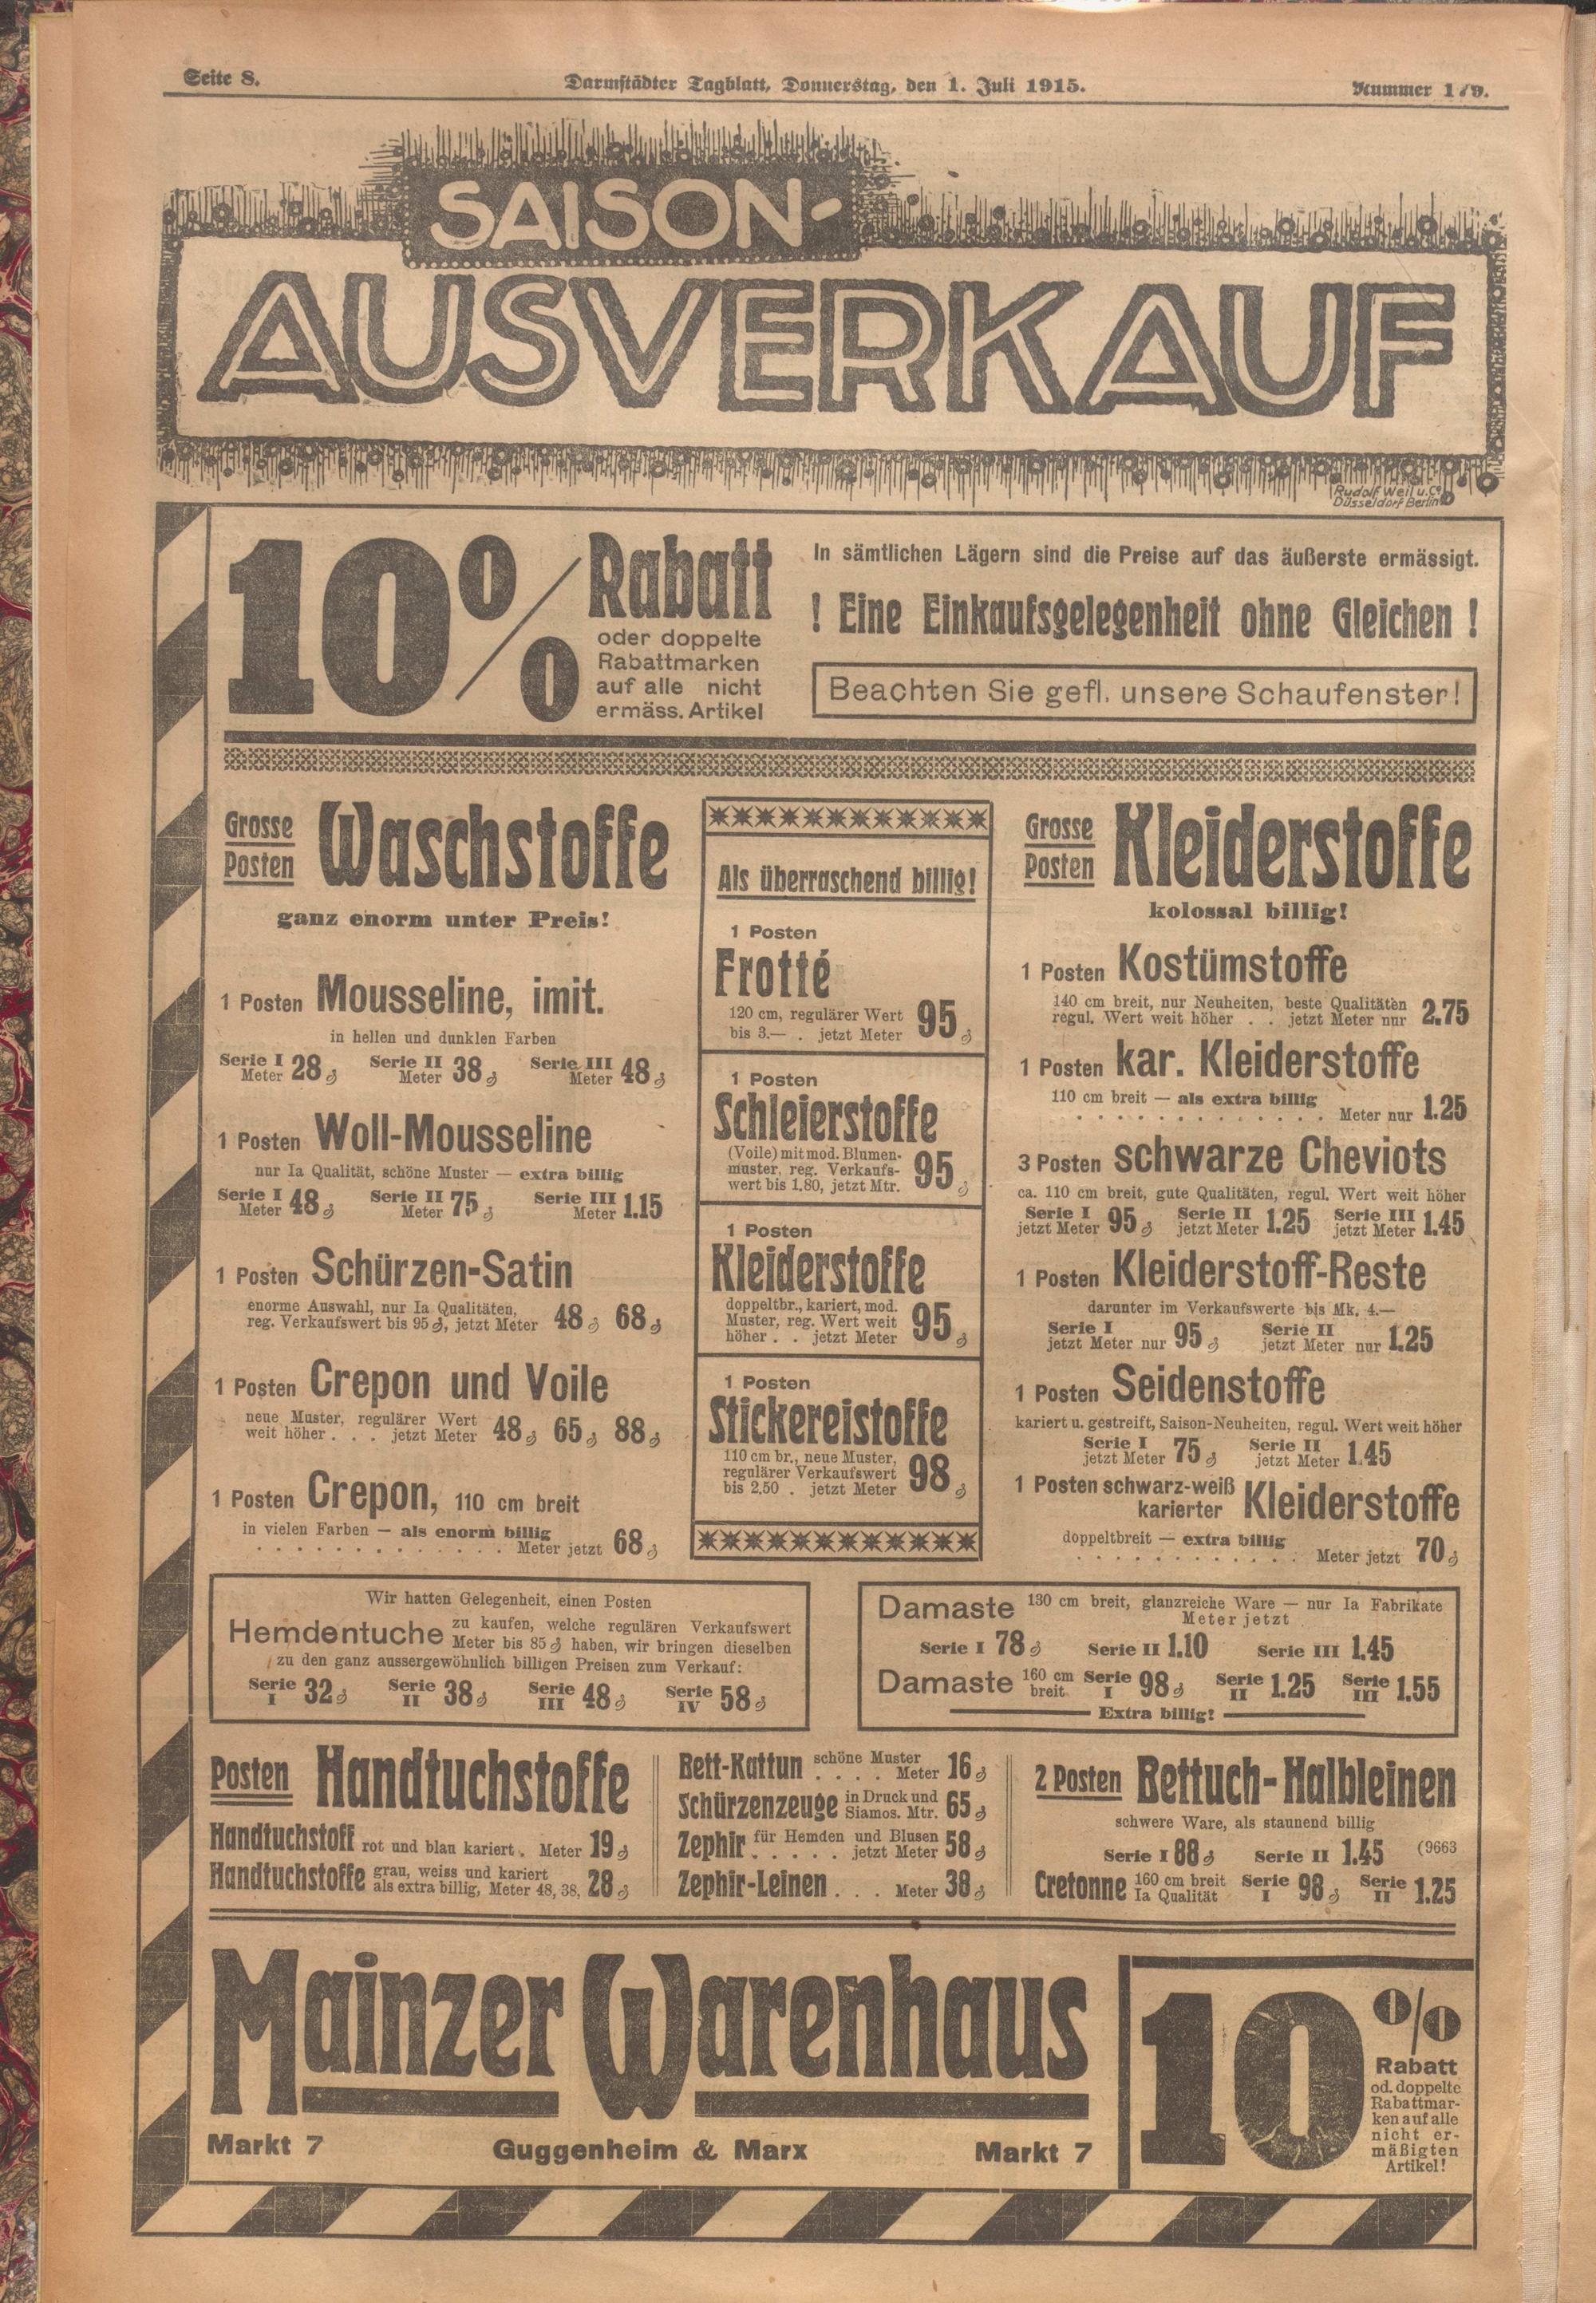 Seite 8.
Darmstädter Tagblatt, Donnerstag, den 1. Juli 1915.
Nummer 179.
SAISON-
AUSVERKAUF
Rudolf Weil u. Co
Düsseldorf Berlin
10%
Rabatt
oder doppelte
Rabattmarken
auf alle nicht
ermäss. Artikel
In sämtlichen Lägern sind die Preise auf das äußerste ermässigt.
! Eine Einkaufsgelegenheit ohne Gleichen !
Beachten Sie gefl. unsere Schaufenster!
Grosse
Posten
Waschstoffe
ganz enorm unter Preis!
1 Posten Mousseline, imit.
in hellen und dunklen Farben
Serie I Meter 28 ₰ Serie II Meter 38 ₰ Serie III Meter 48 ₰
1 Posten Woll-Mousseline
nur Ia Qualität, schöne Muster — extra billig
Serie I Meter 48 ₰ Serie II Meter 75 ₰ Serie III Meter 1.15
1 Posten Schürzen-Satin
enorme Auswahl, nur Ia Qualitäten,
reg. Verkaufswert bis 95 ₰, jetzt Meter 48 ₰ 68 ₰
1 Posten Crepon und Voile
neue Muster, regulärer Wert
weit höher . . . jetzt Meter 48 ₰ 65 ₰ 88 ₰
1 Posten Crepon, 110 cm breit
in vielen Farben — als enorm billig
. . . . . . . . . . . . . Meter jetzt 68 ₰
Als überraschend billig!
1 Posten
Frotté
120 cm, regulärer Wert
bis 3.— . jetzt Meter 95 ₰
1 Posten
Schleierstoffe
(Voile) mit mod. Blumen-
muster, reg. Verkaufs-
wert bis 1.80, jetzt Mtr. 95 ₰
1 Posten
Kleiderstoffe
doppeltbr., kariert, mod.
Muster, reg. Wert weit
höher . . jetzt Meter 95 ₰
1 Posten
Stickereistoffe
110 cm br., neue Muster,
regulärer Verkaufswert
bis 2.50 . jetzt Meter 98 ₰
Grosse
Posten
Kleiderstoffe
kolossal billig!
1 Posten Kostümstoffe
140 cm breit, nur Neuheiten, beste Qualitäten
regul. Wert weit höher . . jetzt Meter nur 2.75
1 Posten kar. Kleiderstoffe
110 cm breit — als extra billig
. . . . . . . . . . . . . Meter nur 1.25
3 Posten schwarze Cheviots
ca. 110 cm breit, gute Qualitäten, regul. Wert weit höher
Serie I jetzt Meter 95 ₰ Serie II jetzt Meter 1.25 Serie III jetzt Meter 1.45
1 Posten Kleiderstoff-Reste
darunter im Verkaufswerte bis Mk. 4.—
Serie I jetzt Meter nur 95 ₰ Serie II jetzt Meter nur 1.25
1 Posten Seidenstoffe
kariert u. gestreift, Saison-Neuheiten, regul. Wert weit höher
Serie I jetzt Meter 75 ₰ Serie II jetzt Meter 1.45
1 Posten schwarz-weiß
karierter Kleiderstoffe
doppeltbreit — extra billig
. . . . . . . . . . . . Meter jetzt 70 ₰
Wir hatten Gelegenheit, einen Posten
Hemdentuche zu kaufen, welche regulären Verkaufswert
Meter bis 85 ₰ haben, wir bringen dieselben
zu den ganz aussergewöhnlich billigen Preisen zum Verkauf:
Serie I 32 ₰ Serie II 38 ₰ Serie III 48 ₰ Serie IV 58 ₰
Damaste 130 cm breit, glanzreiche Ware — nur Ia Fabrikate
Meter jetzt
Serie I 78 ₰ Serie II 1.10 Serie III 1.45
Damaste 160 cm breit Serie I 98 ₰ Serie II 1.25 Serie III 1.55
Extra billig!
Posten Handtuchstoffe
Handtuchstoff rot und blau kariert . Meter 19 ₰
Handtuchstoffe grau, weiss und kariert
als extra billig, Meter 48, 38, 28 ₰
Bett-Kattun schöne Muster
. . . . Meter 16 ₰
Schürzenzeuge in Druck und
Siamos. Mtr. 65 ₰
Zephir für Hemden und Blusen
. . . . . jetzt Meter 58 ₰
Zephir-Leinen . . . Meter 38 ₰
2 Posten Bettuch-Halbleinen
schwere Ware, als staunend billig
Serie I 88 ₰ Serie II 1.45 (9663
Cretonne 160 cm breit
Ia Qualität Serie I 98 ₰ Serie II 1.25
Mainzer Warenhaus
Markt 7 Guggenheim & Marx Markt 7
10%
Rabatt
od. doppelte
Rabattmar-
ken auf alle
nicht er-
mäßigten
Artikel!